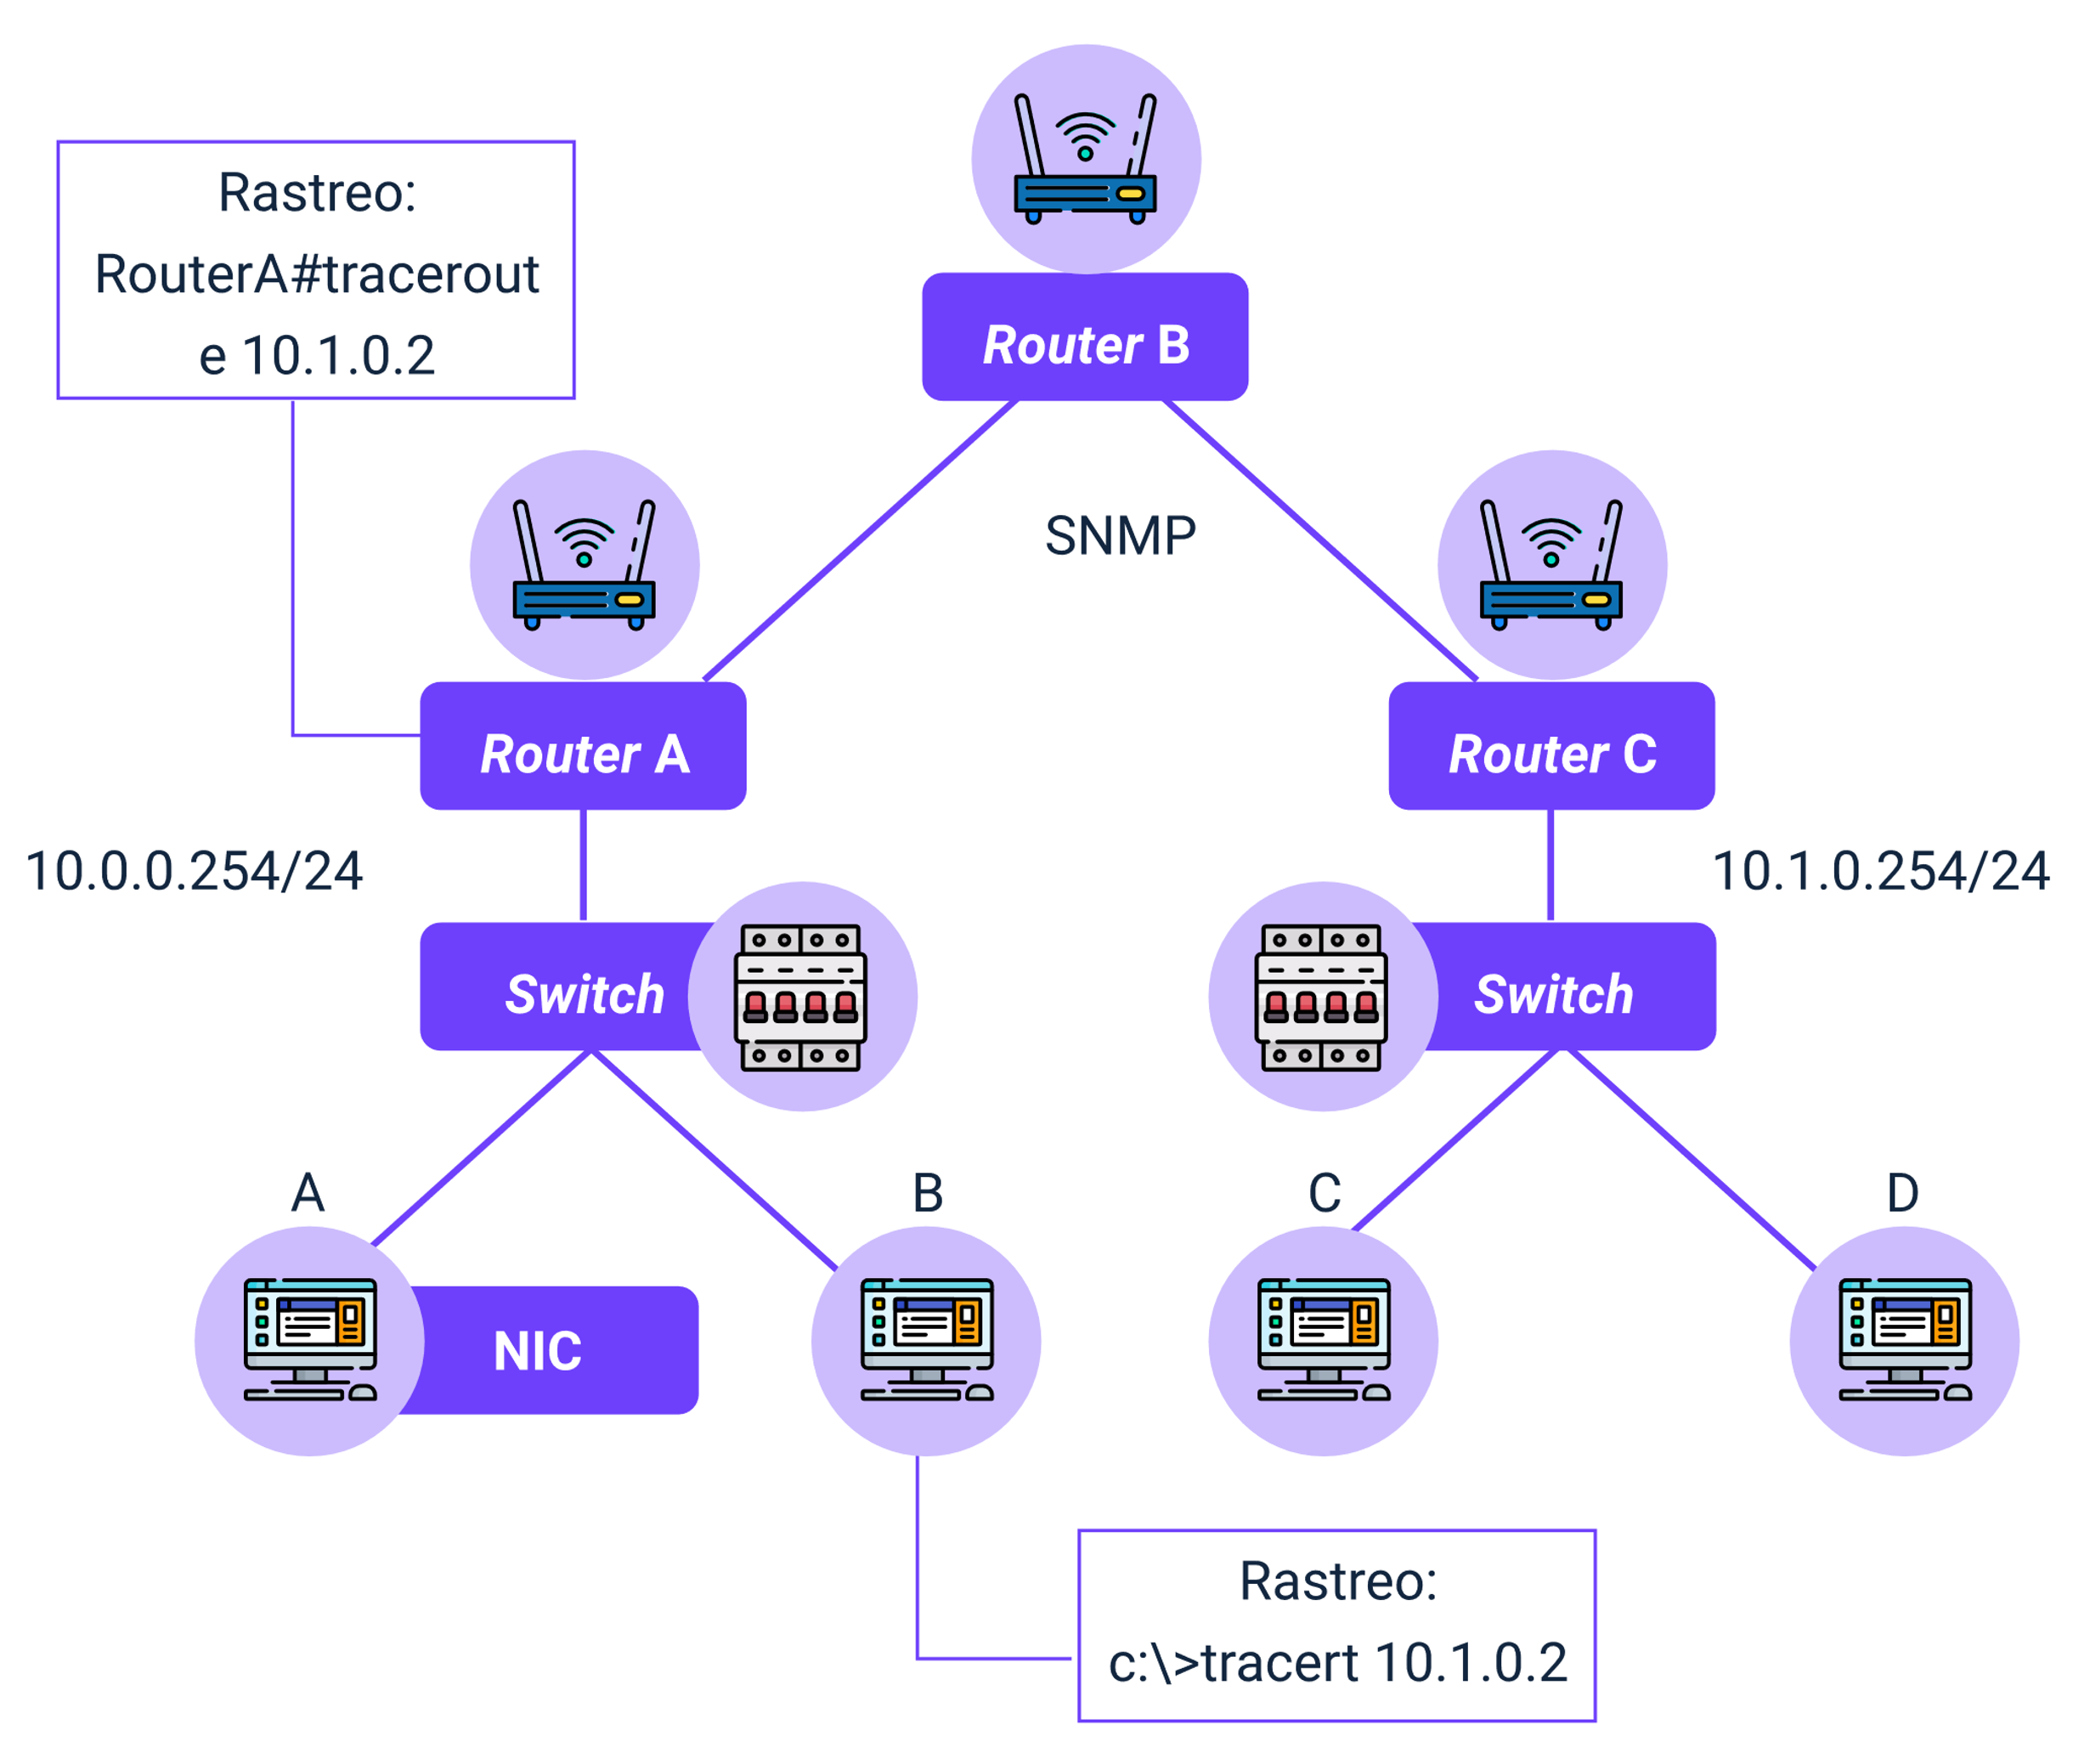 Router B
Rastreo:
RouterA#tracerout
e 10.1.0.2
SNMP
Router A
Router C
10.0.0.254/24
10.1.0.254/24
Switch
Switch
A
B
C
D
NIC
Rastreo:
c:\>tracert 10.1.0.2